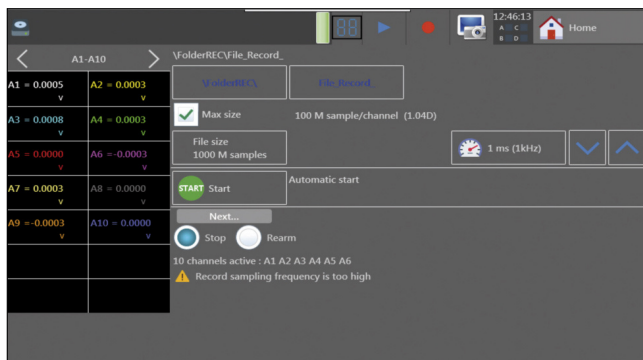 88
12:46:13
A C
B D
Home
A1-A10
\FolderREC\File_Record_
A1 = 0.0005
v
A2 = 0.0003
v
\FolderREC\
File_Record_
A3 = 0.0008
v
A4 = 0.0003
v
Max size
100 M sample/channel (1.04D)
A5 = 0.0000
v
A6 =-0.0003
v
File size
1000 M samples
1 ms (1kHz)
A7 = 0.0003
v
A8 = 0.0000
v
START Start
Automatic start
A9 =-0.0003
v
A10 = 0.0000
v
Next...
Stop
Rearm
10 channels active : A1 A2 A3 A4 A5 A6
Record sampling frequency is too high